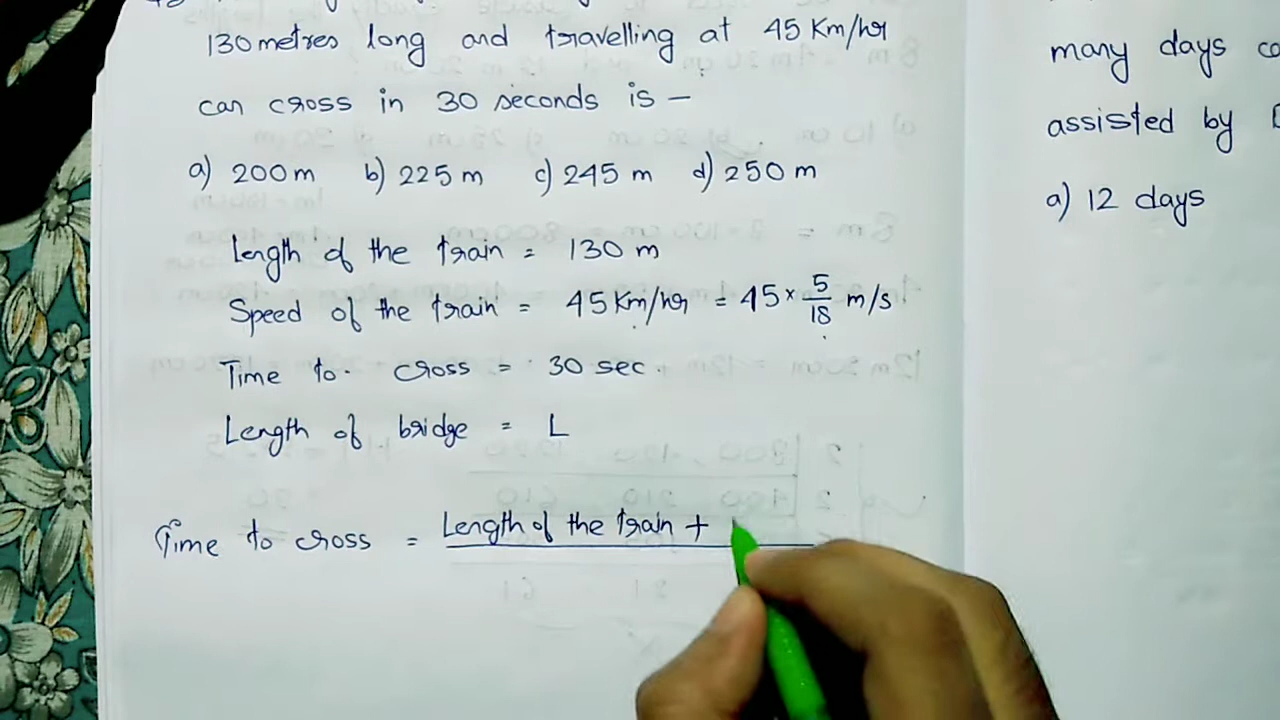 130 metres long and travelling at 45 Km/hr
can cross in 30 seconds is –
a) 200 m b) 225 m c) 245 m d) 250 m
Length of the train = 130 m
Speed of the train = 45 Km/hr = 45 × 5/18 m/s
Time to cross = 30 sec.
Length of bridge = L
Time to cross = Length of the train +
many days
assisted by
a) 12 days